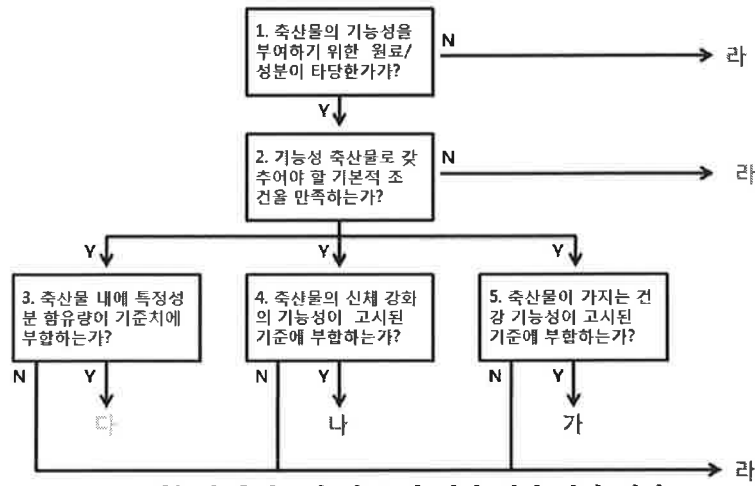 1. 축산물의 기능성을
부여하기 위한 원료/
성분이 타당한가가?
N
라
Y
2. 기능성 축산물로 갖
추어야 할 기본적 조
건을 만족하는가?
N
라
Y
Y
Y
3. 축산물 내에 특정성
분 함유량이 기준치에
부합하는가?
4. 축산물의 신체 강화
의 기능성이 고시된
기준에 부합하는가?
5. 축산물이 가지는 건
강 기능성이 고시된
기준에 부합하는가?
N
Y
N
Y
N
Y
다
나
가
라